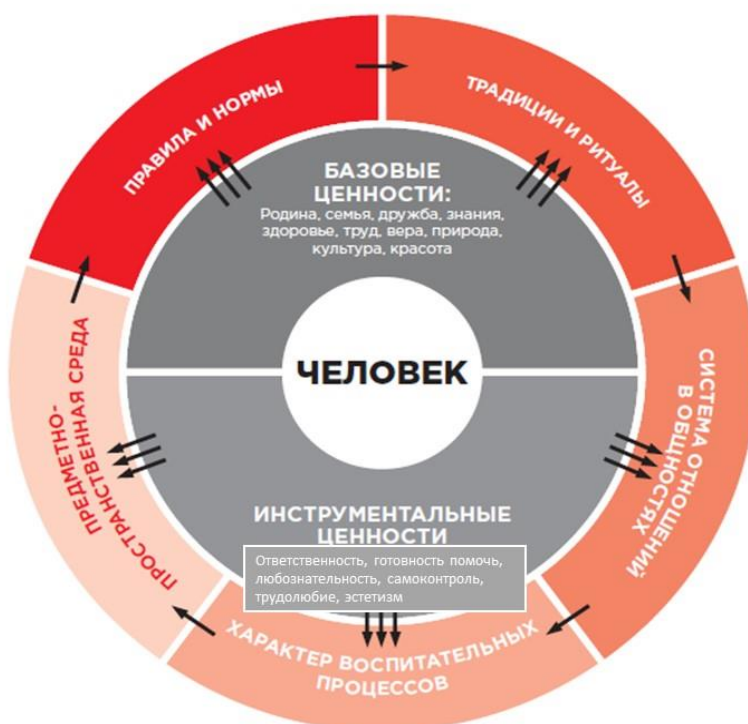 ПРАВИЛА И НОРМЫ
ТРАДИЦИИ И РИТУАЛЫ
БАЗОВЫЕ
ЦЕННОСТИ:
Родина, семья, дружба, знания,
здоровье, труд, вера, природа,
культура, красота
ЧЕЛОВЕК
ПРЕДМЕТНО-
ПРОСТРАНСТВЕННАЯ СРЕДА
СИСТЕМА ОТНОШЕНИЙ
В ОБЩНОСТЯХ
ИНСТРУМЕНТАЛЬНЫЕ
ЦЕННОСТИ
Ответственность, готовность помочь,
любознательность, самоконтроль,
трудолюбие, эстетизм
ХАРАКТЕР ВОСПИТАТЕЛЬНЫХ
ПРОЦЕССОВ